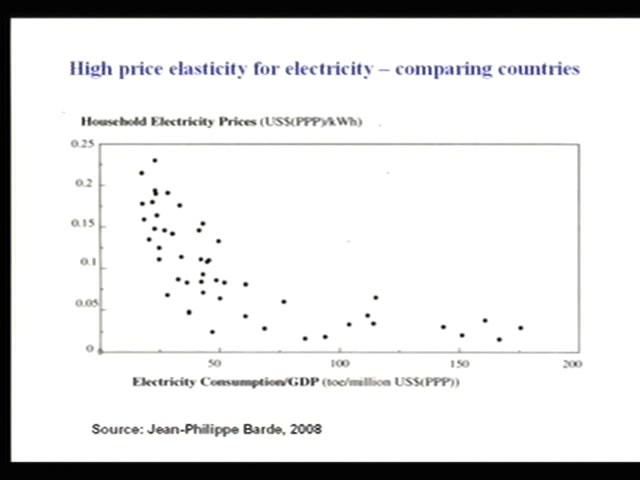 High price elasticity for electricity – comparing countries
Household Electricity Prices (US$(PPP)/kWh)
0.25
0.2
0.15
0.1
0.05
0
50
100
150
200
Electricity Consumption/GDP (toe/million US$(PPP))
Source: Jean-Philippe Barde, 2008